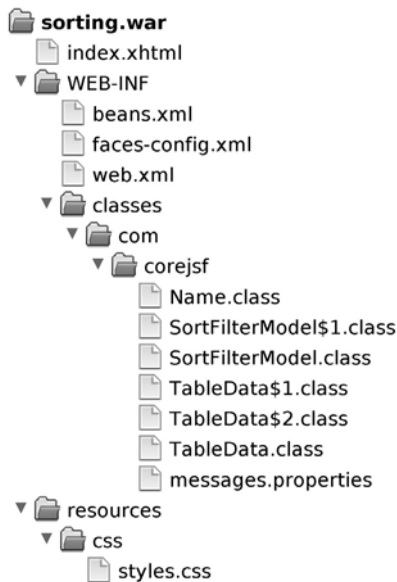 sorting.war
index.xhtml
WEB-INF
beans.xml
faces-config.xml
web.xml
classes
com
corejsf
Name.class
SortFilterModel$1.class
SortFilterModel.class
TableData$1.class
TableData$2.class
TableData.class
messages.properties
resources
css
styles.css